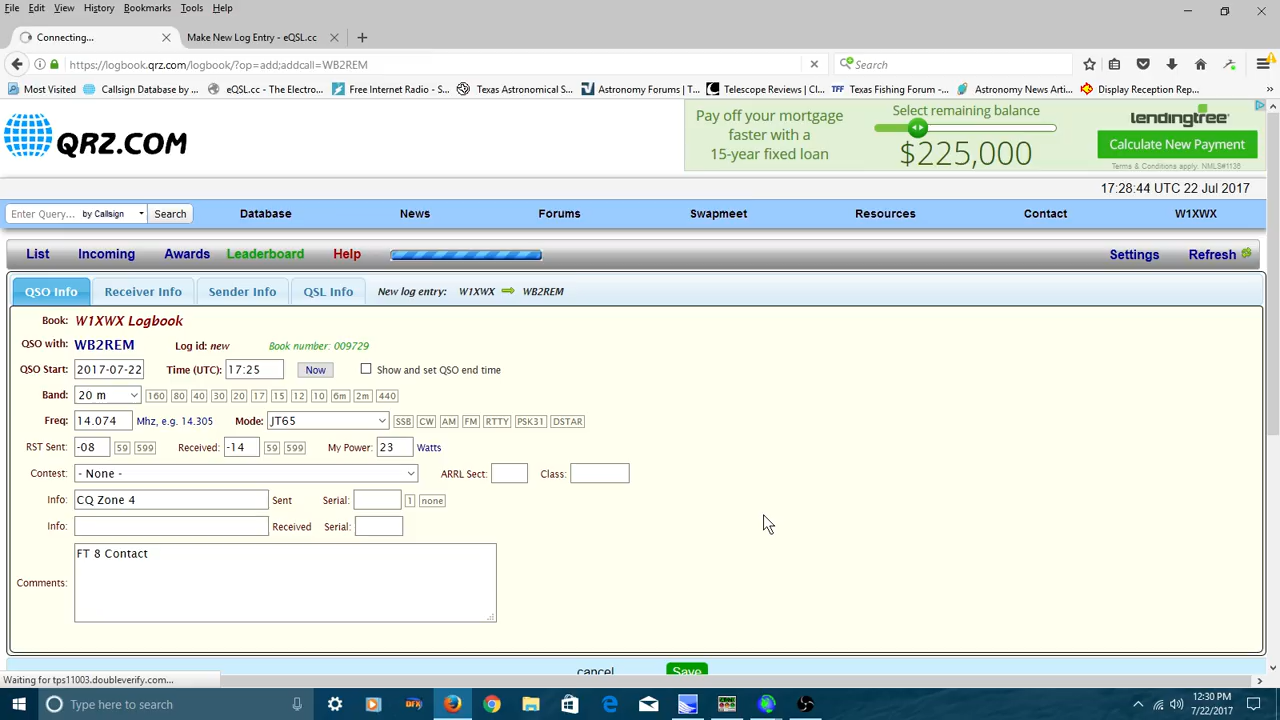 File Edit View History Bookmarks Tools Help
Connecting...
Make New Log Entry - eQSL.cc
https://logbook.qrz.com/logbook/?op=add;addcall=WB2REM
Search
Most Visited Callsign Database by ... eQSL.cc - The Electro... Free Internet Radio - S... Texas Astronomical S... Astronomy Forums | T... Telescope Reviews | Cl... TFF Texas Fishing Forum - ... Astronomy News Arti... Display Reception Rep...
QRZ.COM
Pay off your mortgage
faster with a
15-year fixed loan
Select remaining balance
$225,000
lendingtree
Calculate New Payment
Terms & Conditions apply. NMLS#1136
17:28:44 UTC 22 Jul 2017
Enter Query... by Callsign Search Database News Forums Swapmeet Resources Contact W1XWX
List Incoming Awards Leaderboard Help Settings Refresh
QSO Info Receiver Info Sender Info QSL Info New log entry: W1XWX WB2REM
Book: W1XWX Logbook
QSO with: WB2REM Log id: new Book number: 009729
QSO Start: 2017-07-22 Time (UTC): 17:25 Now Show and set QSO end time
Band: 20 m 160 80 40 30 20 17 15 12 10 6m 2m 440
Freq: 14.074 Mhz, e.g. 14.305 Mode: JT65 SSB CW AM FM RTTY PSK31 DSTAR
RST Sent: -08 59 599 Received: -14 59 599 My Power: 23 Watts
Contest: - None - ARRL Sect: Class:
Info: CQ Zone 4 Sent Serial: 1 none
Info: Received Serial:
Comments: FT 8 Contact
cancel Save
Waiting for tps11003.doubleverify.com...
Type here to search
DFX
12:30 PM
7/22/2017